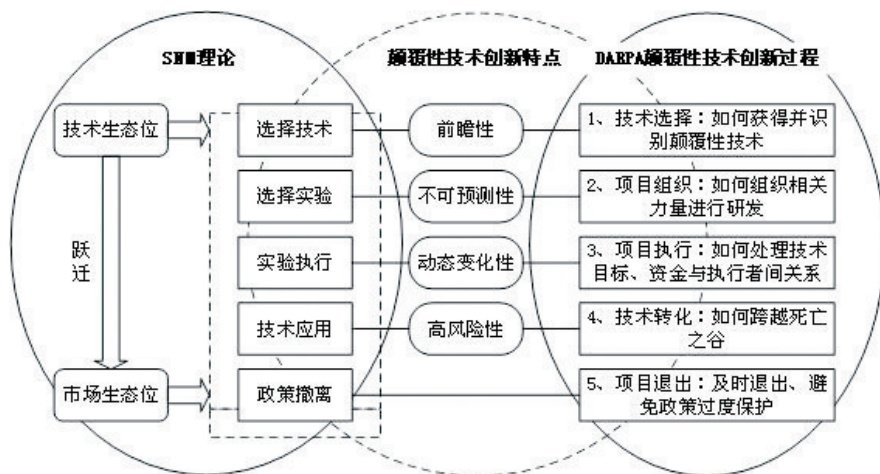 SNM理论
颠覆性技术创新特点
DARPA颠覆性技术创新过程
技术生态位
选择技术
前瞻性
1、技术选择：如何获得并识
别颠覆性技术
选择实验
不可预测性
2、项目组织：如何组织相关
力量进行研发
跃
迁
实验执行
动态变化性
3、项目执行：如何处理技术
目标、资金与执行者间关系
技术应用
高风险性
4、技术转化：如何跨越死亡
之谷
市场生态位
政策撤离
5、项目退出：及时退出、避
免政策过度保护